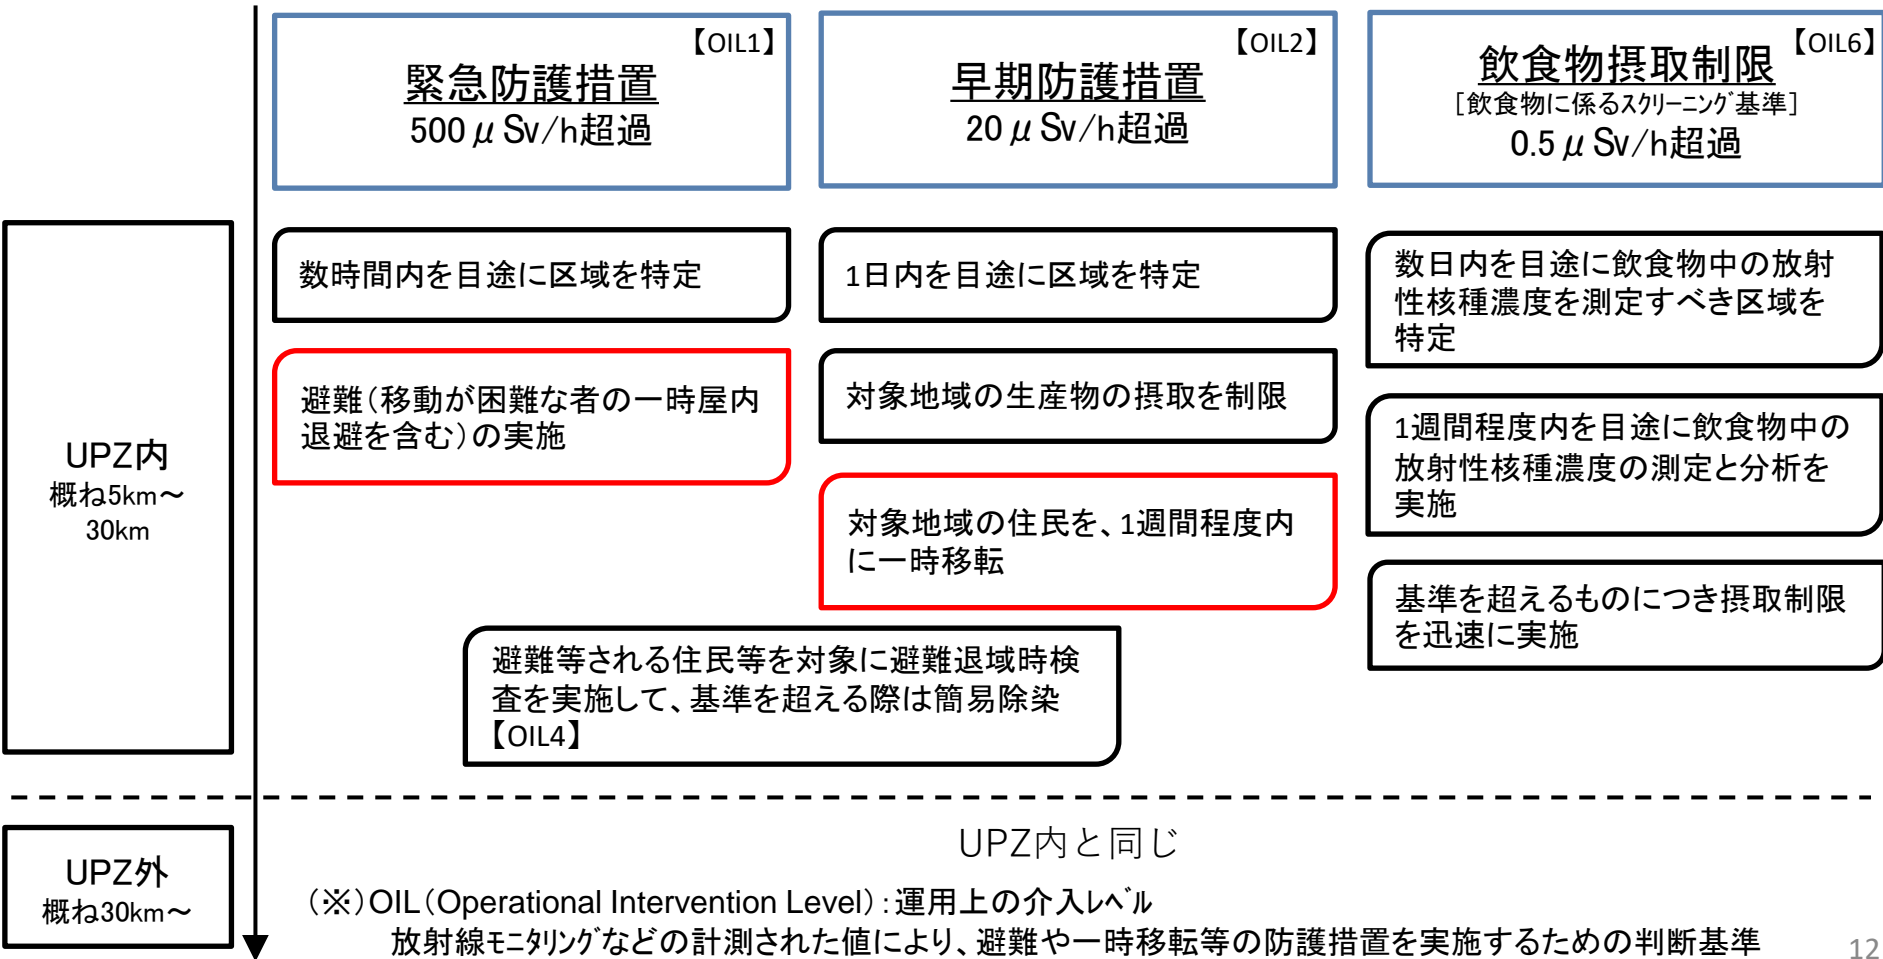 【OIL1】
緊急防護措置
500μSv/h超過
【OIL2】
早期防護措置
20μSv/h超過
【OIL6】
飲食物摂取制限
[飲食物に係るｽｸﾘｰﾆﾝｸﾞ基準]
0.5μSv/h超過
UPZ内
概ね5km～
30km
数時間内を目途に区域を特定
避難（移動が困難な者の一時屋内
退避を含む）の実施
1日内を目途に区域を特定
対象地域の生産物の摂取を制限
対象地域の住民を、1週間程度内
に一時移転
数日内を目途に飲食物中の放射
性核種濃度を測定すべき区域を
特定
1週間程度内を目途に飲食物中の
放射性核種濃度の測定と分析を
実施
基準を超えるものにつき摂取制限
を迅速に実施
避難等される住民等を対象に避難退域時検
査を実施して、基準を超える際は簡易除染
【OIL4】
UPZ外
概ね30km～
UPZ内と同じ
（※）OIL（Operational Intervention Level）：運用上の介入ﾚﾍﾞﾙ
放射線ﾓﾆﾀﾘﾝｸﾞなどの計測された値により、避難や一時移転等の防護措置を実施するための判断基準
12